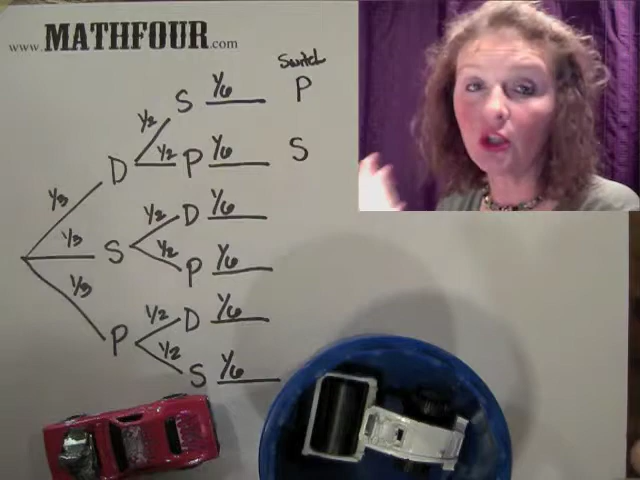 www.MATHFOUR.com
Switch
1/2 S 1/6 P
1/3 D 1/2 P 1/6 S
1/3 S 1/2 D 1/6
1/2 P 1/6
1/3 P 1/2 D 1/6
1/2 S 1/6